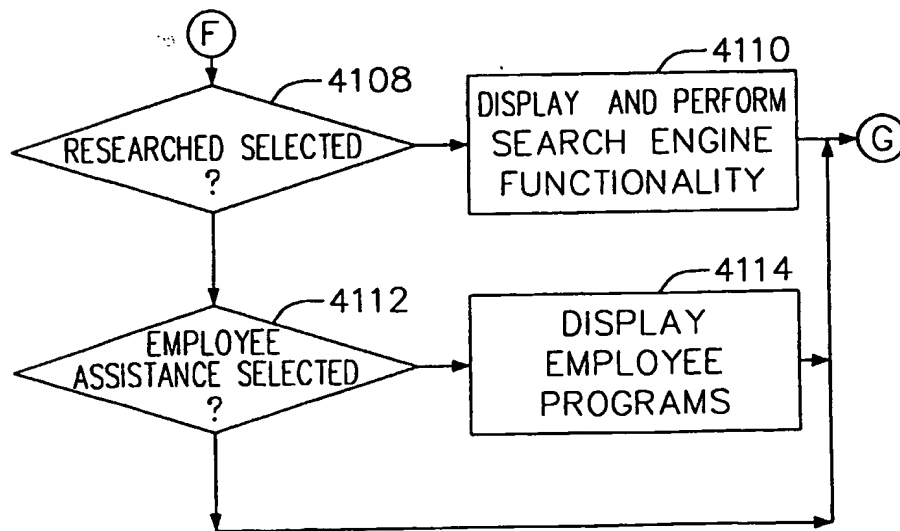 F
4108
RESEARCHED SELECTED
?
4110
DISPLAY AND PERFORM
SEARCH ENGINE
FUNCTIONALITY
G
4112
EMPLOYEE
ASSISTANCE SELECTED
?
4114
DISPLAY
EMPLOYEE
PROGRAMS